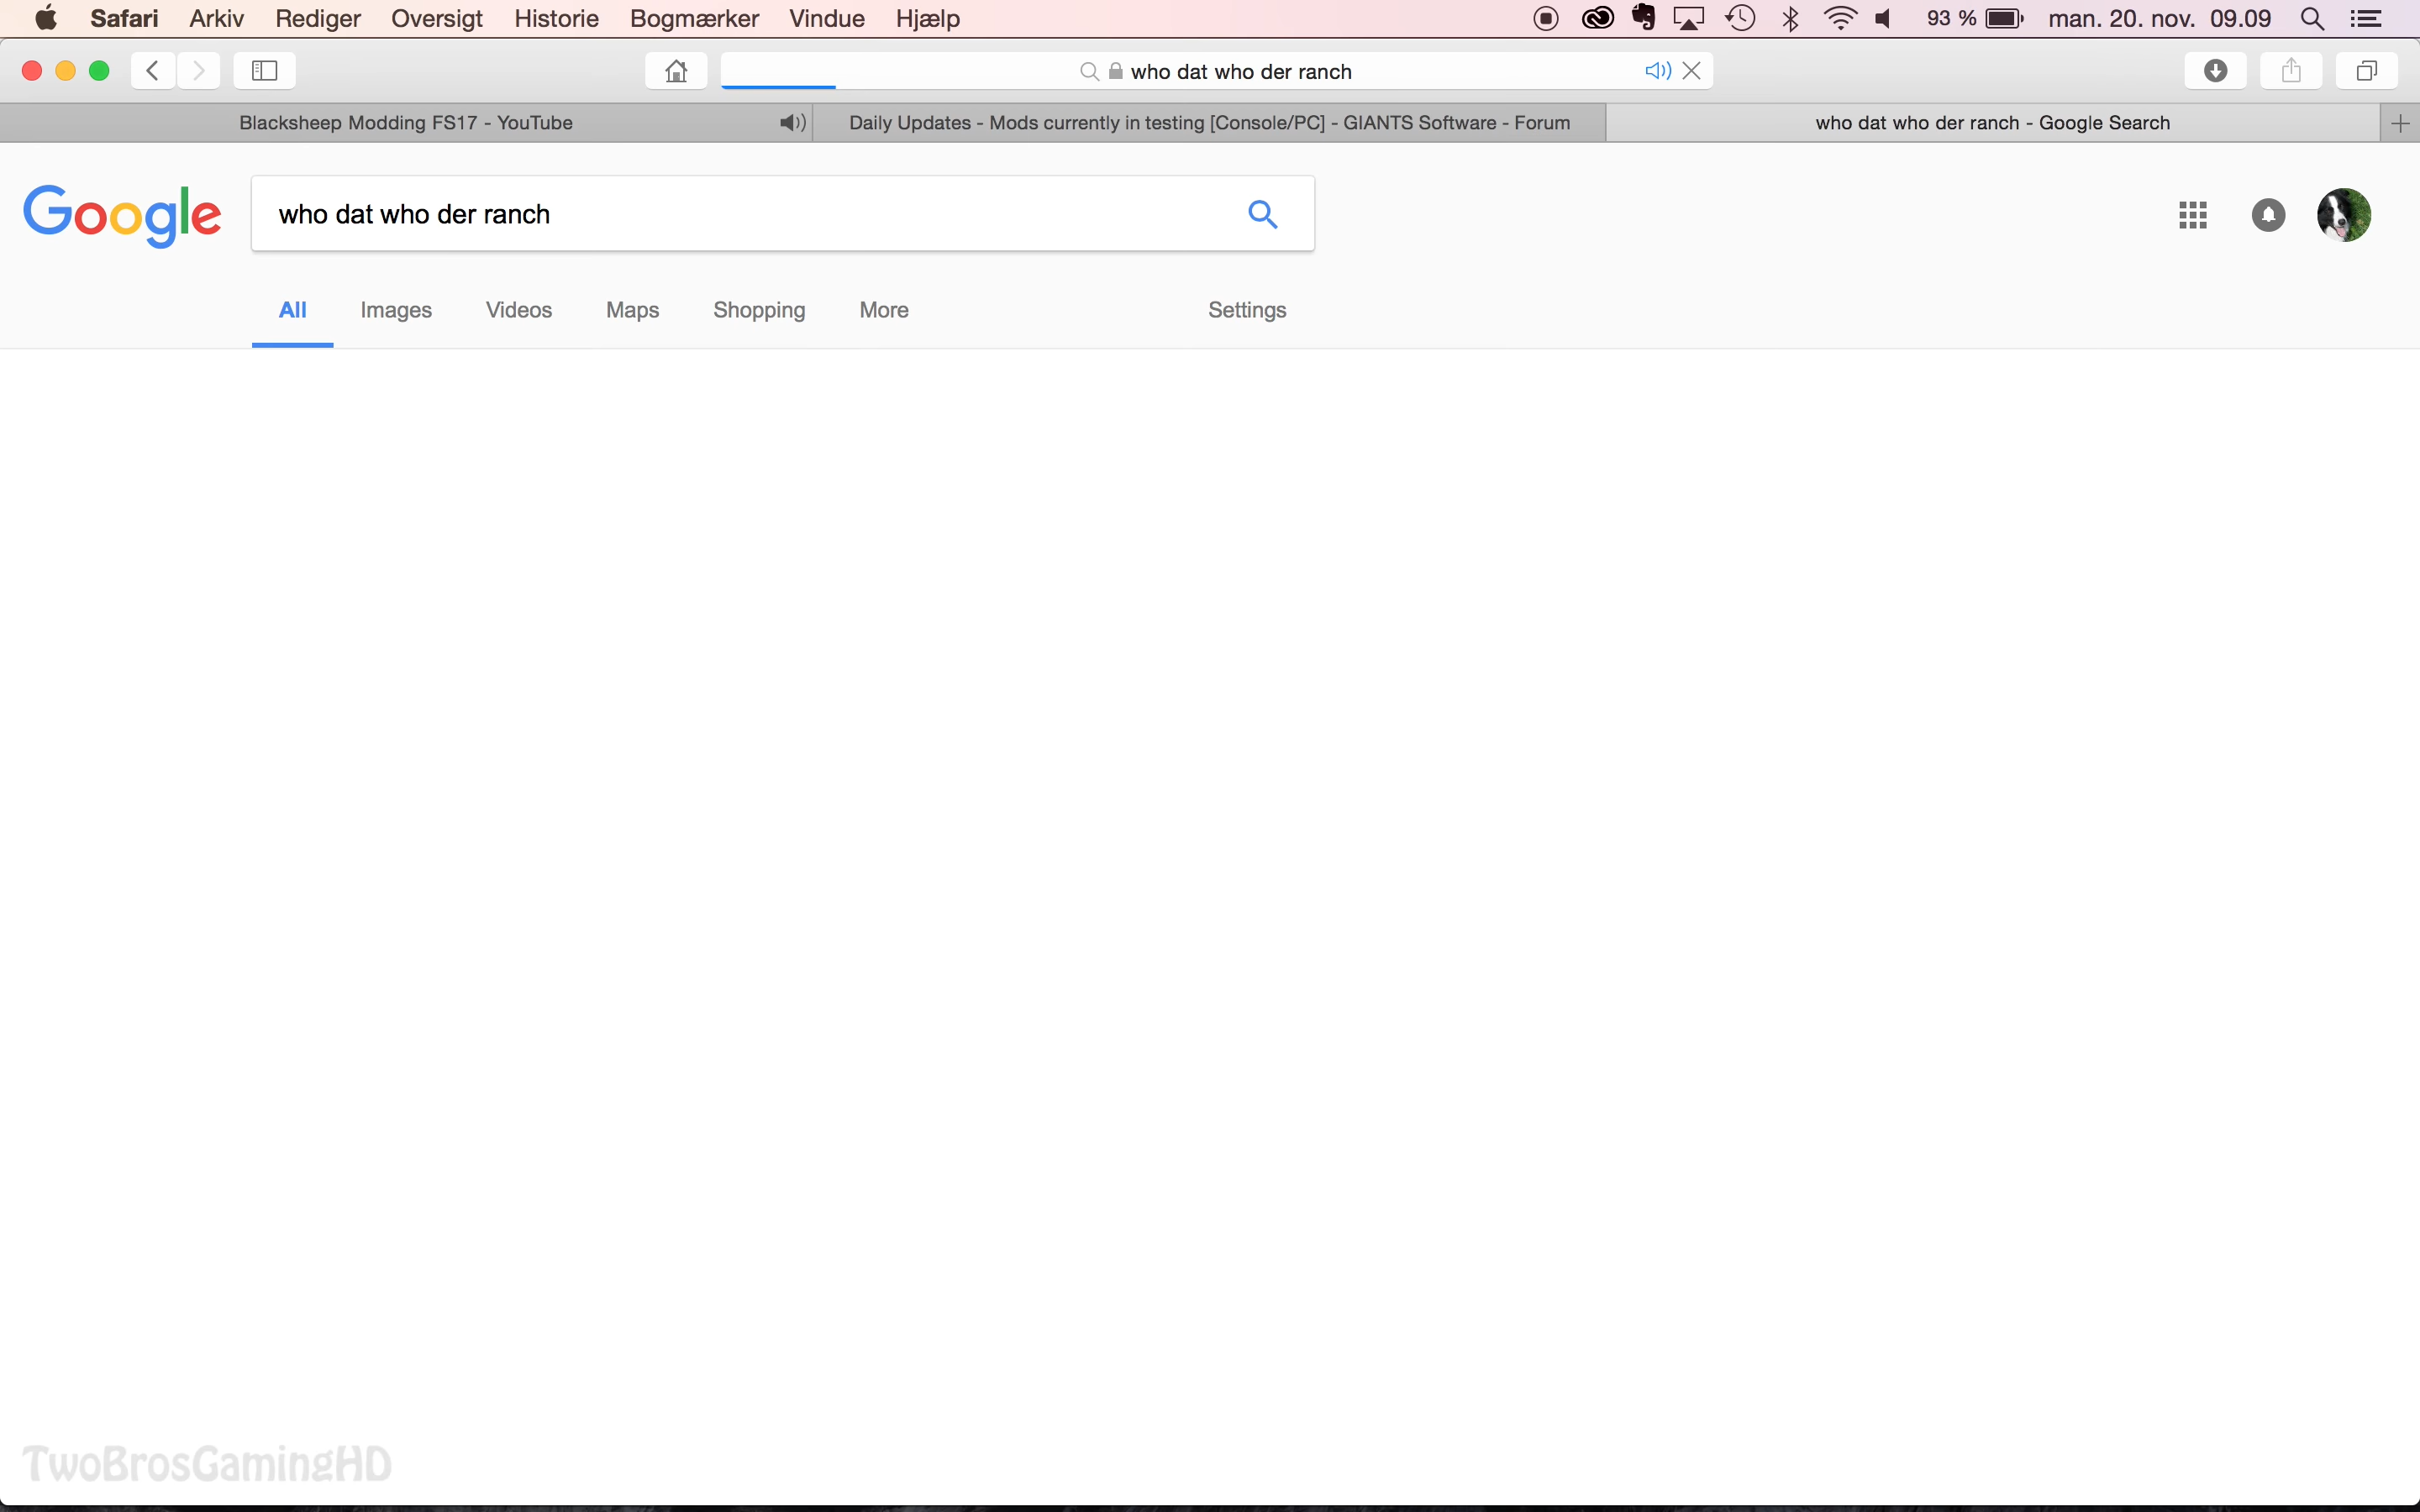 Safari Arkiv Rediger Oversigt Historie Bogmærker Vindue Hjælp 93 % man. 20. nov. 09.09
who dat who der ranch
Blacksheep Modding FS17 - YouTube Daily Updates - Mods currently in testing [Console/PC] - GIANTS Software - Forum who dat who der ranch - Google Search
Google who dat who der ranch
All Images Videos Maps Shopping More Settings
TwoBrosGamingHD